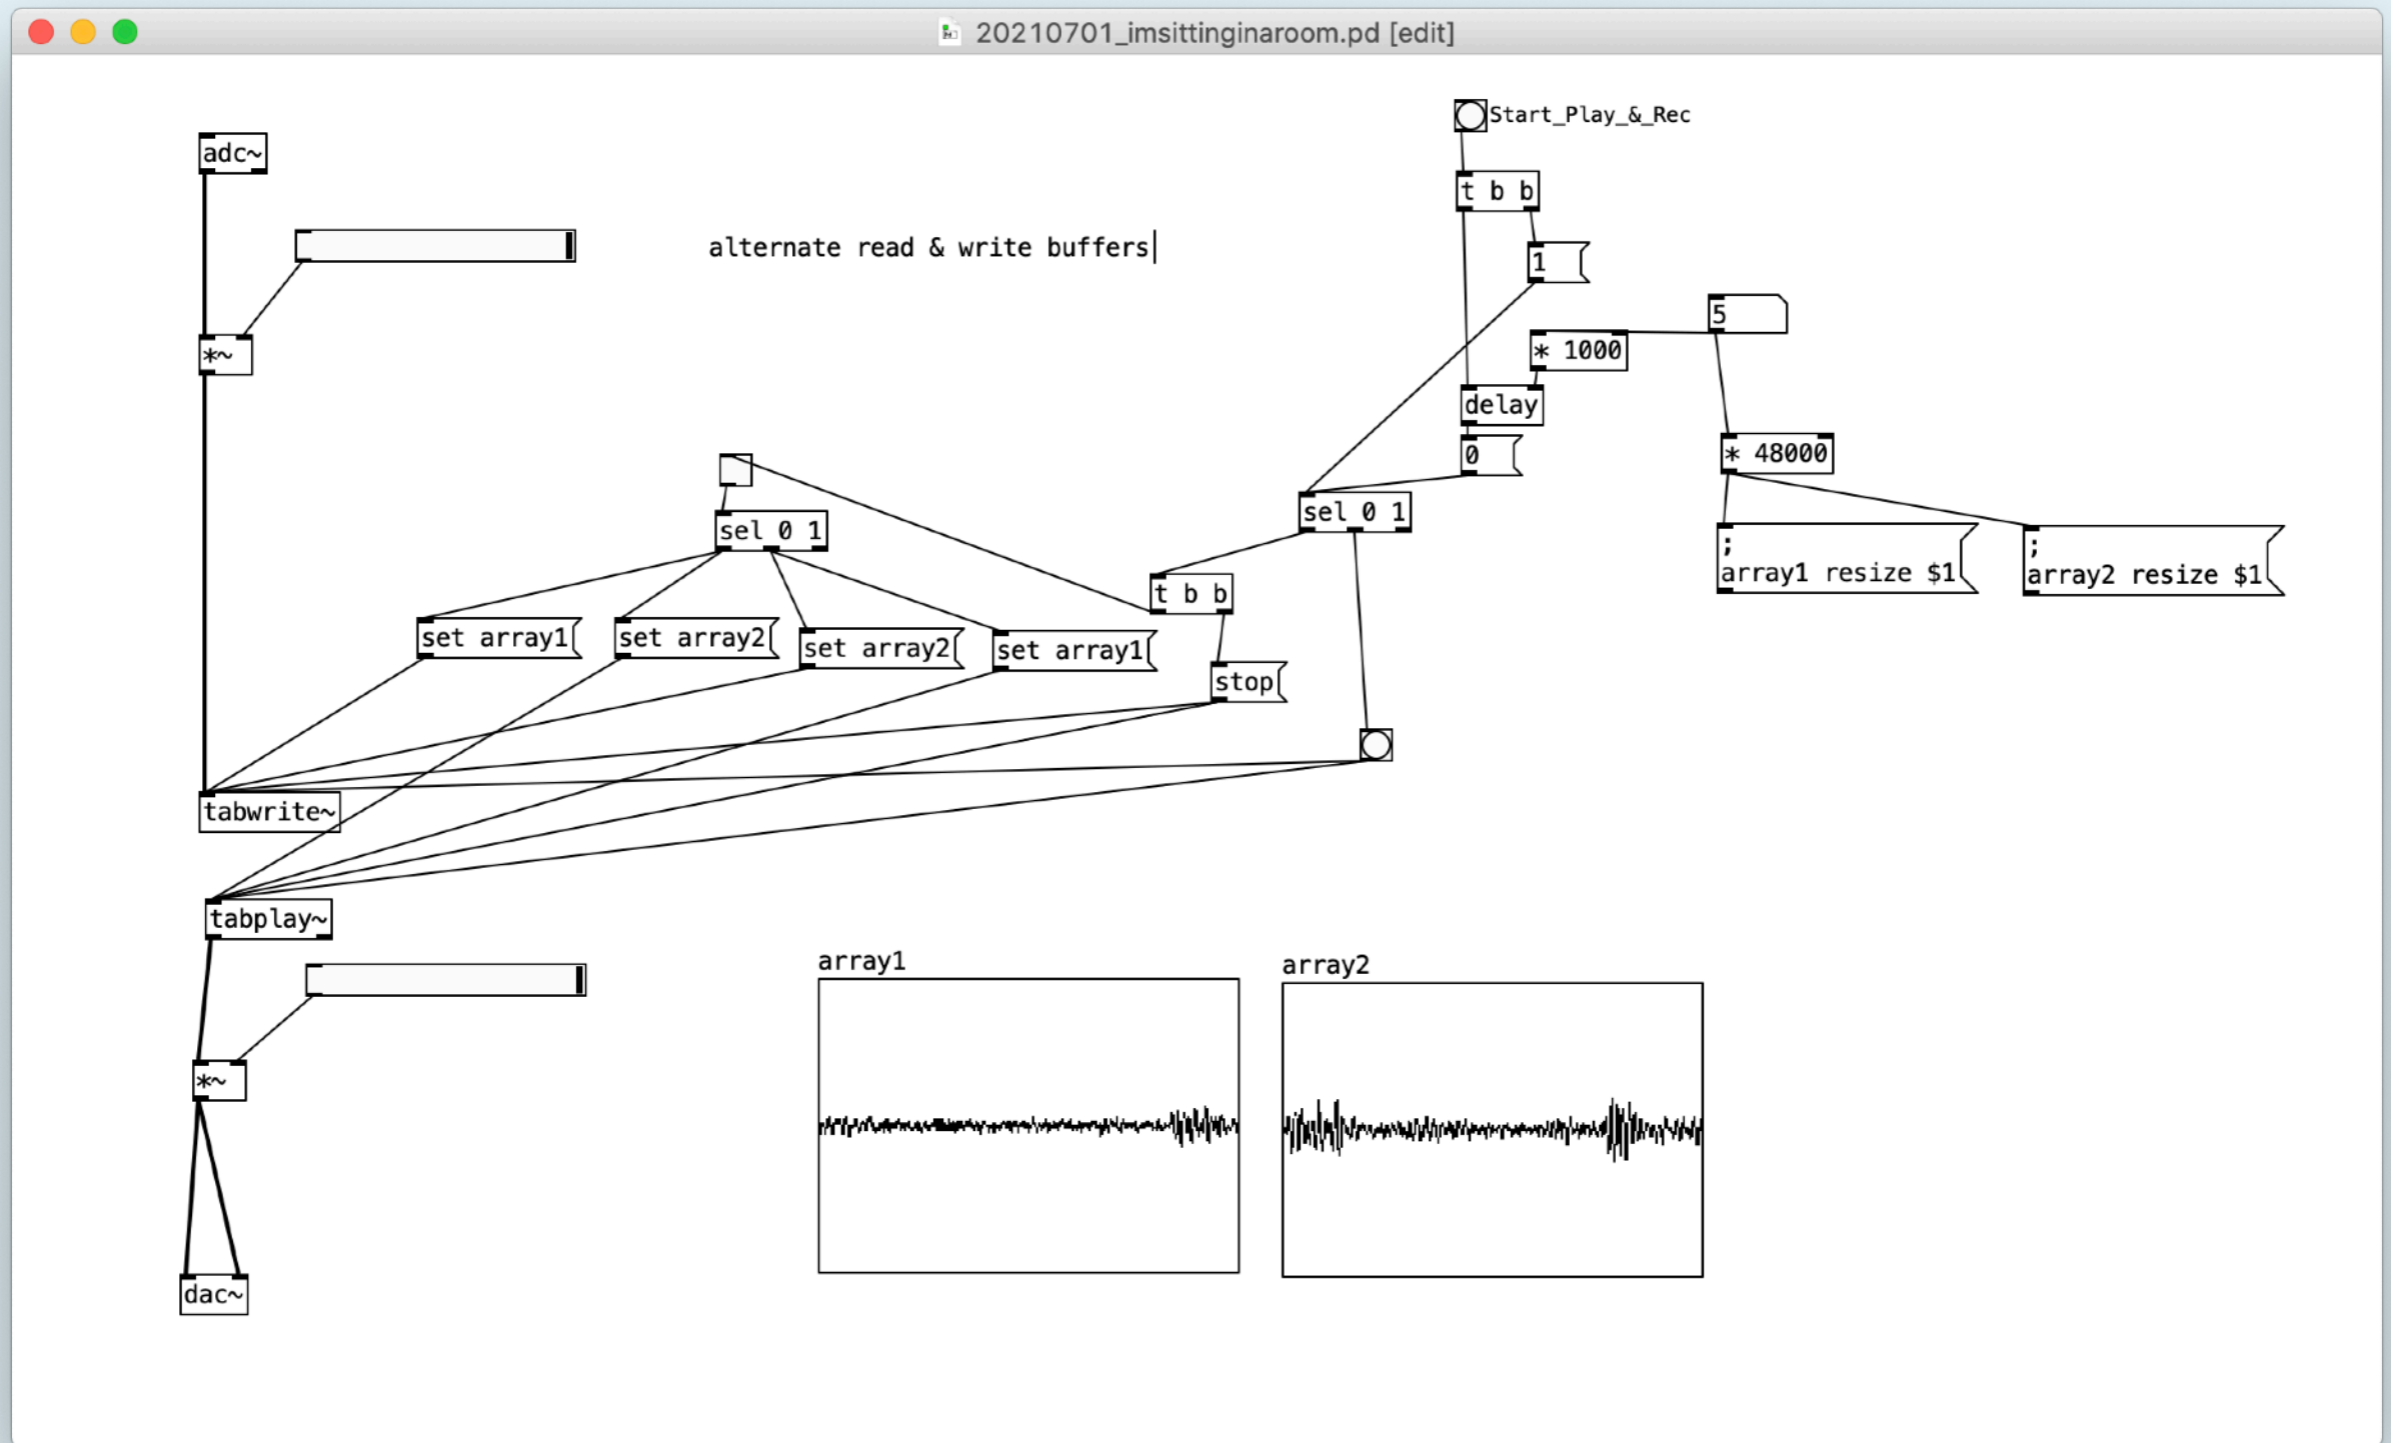 20210701_imsittinginaroom.pd [edit]
Start_Play_&_Rec
adc~
t b b
alternate read & write buffers
1
5
*~
* 1000
delay
* 48000
0
sel 0 1
sel 0 1
;
array1 resize $1
;
array2 resize $1
t b b
set array1
set array2
set array2
set array1
stop
tabwrite~
tabplay~
array1
array2
*~
dac~